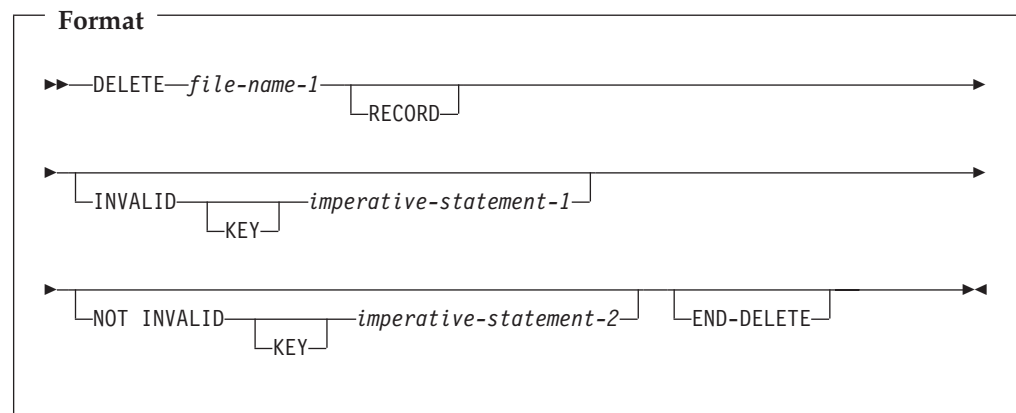 Format
DELETE file-name-1
RECORD
INVALID imperative-statement-1
KEY
NOT INVALID imperative-statement-2 END-DELETE
KEY